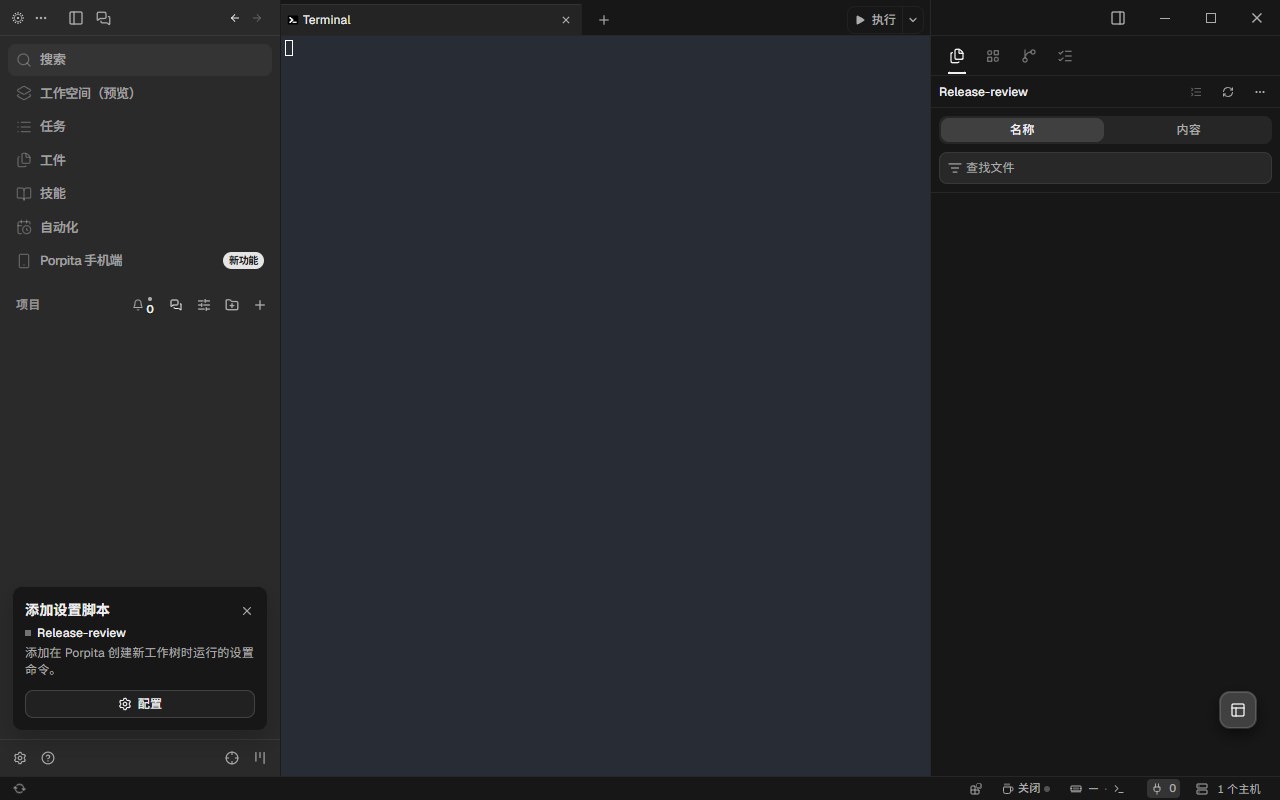 Terminal
执行
搜索
工作空间（预览）
任务
工件
技能
自动化
Porpita 手机端
新功能
项目
0
添加设置脚本
Release-review
添加在 Porpita 创建新工作树时运行的设置
命令。
配置
Release-review
名称
内容
查找文件
关闭
0
1 个主机